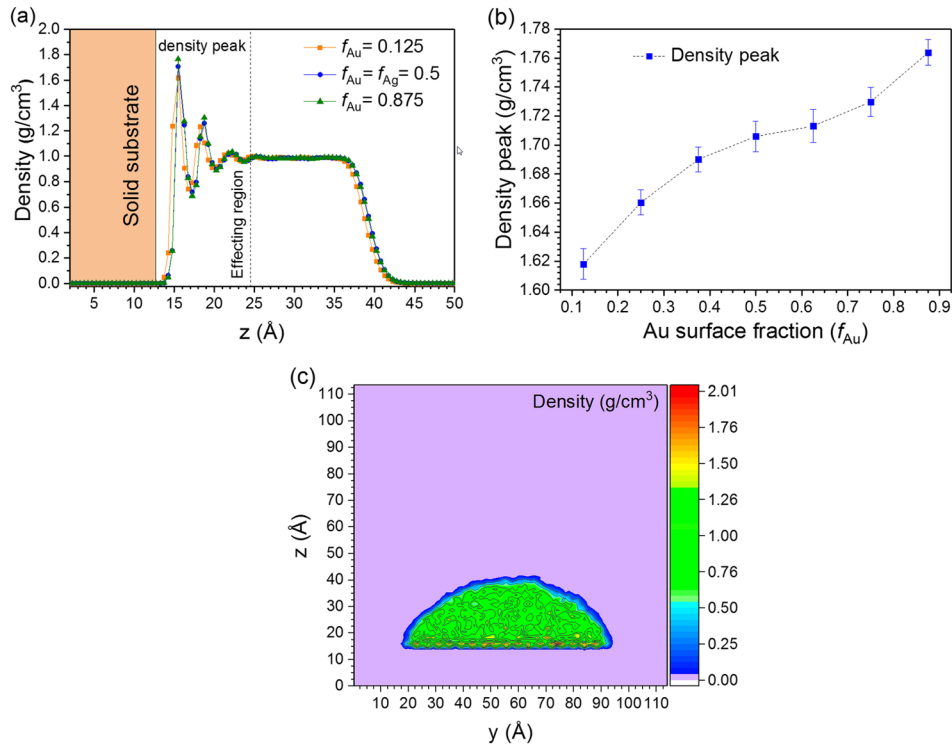 (a)
2.0
1.8
1.6
1.4
1.2
1.0
0.8
0.6
0.4
0.2
0.0
Density (g/cm³)
Solid substrate
density peak
Effecting region
f_Au = 0.125
f_Au = f_Ag = 0.5
f_Au = 0.875
5 10 15 20 25 30 35 40 45 50
z (Å)
(b)
1.78
1.76
1.74
1.72
1.70
1.68
1.66
1.64
1.62
1.60
Density peak (g/cm³)
Density peak
0.1 0.2 0.3 0.4 0.5 0.6 0.7 0.8 0.9
Au surface fraction (f_Au)
(c)
110
100
90
80
70
60
50
40
30
20
10
0
z (Å)
Density (g/cm³)
10 20 30 40 50 60 70 80 90 100 110
y (Å)
2.01
1.76
1.50
1.26
1.00
0.76
0.50
0.25
0.00